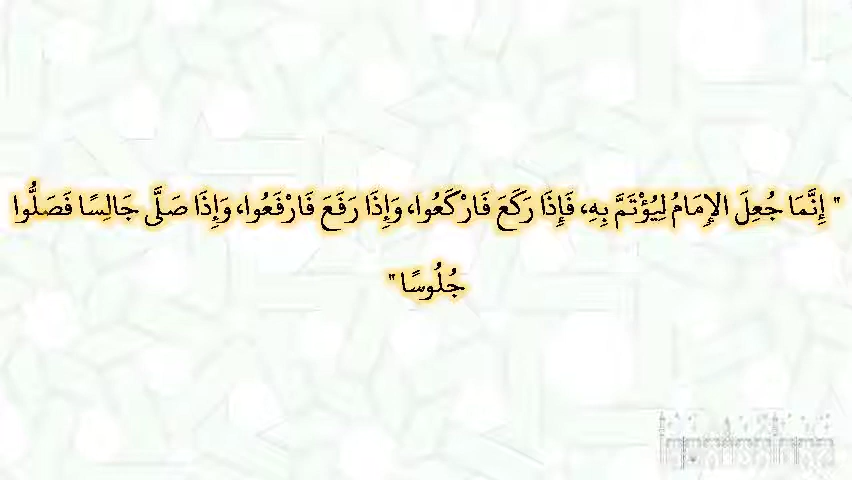 " إِنَّمَا جُعِلَ الإِمَامُ لِيُؤْتَمَّ بِهِ، فَإِذَا رَكَعَ فَارْكَعُوا، وَإِذَا رَفَعَ فَارْفَعُوا، وَإِذَا صَلَّى جَالِسًا فَصَلُّوا
جُلُوسًا "